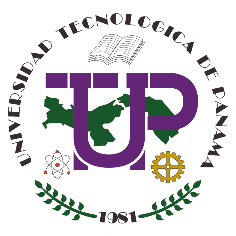 UNIVERSIDAD TECNOLOGICA DE PANAMA
UTP
1981